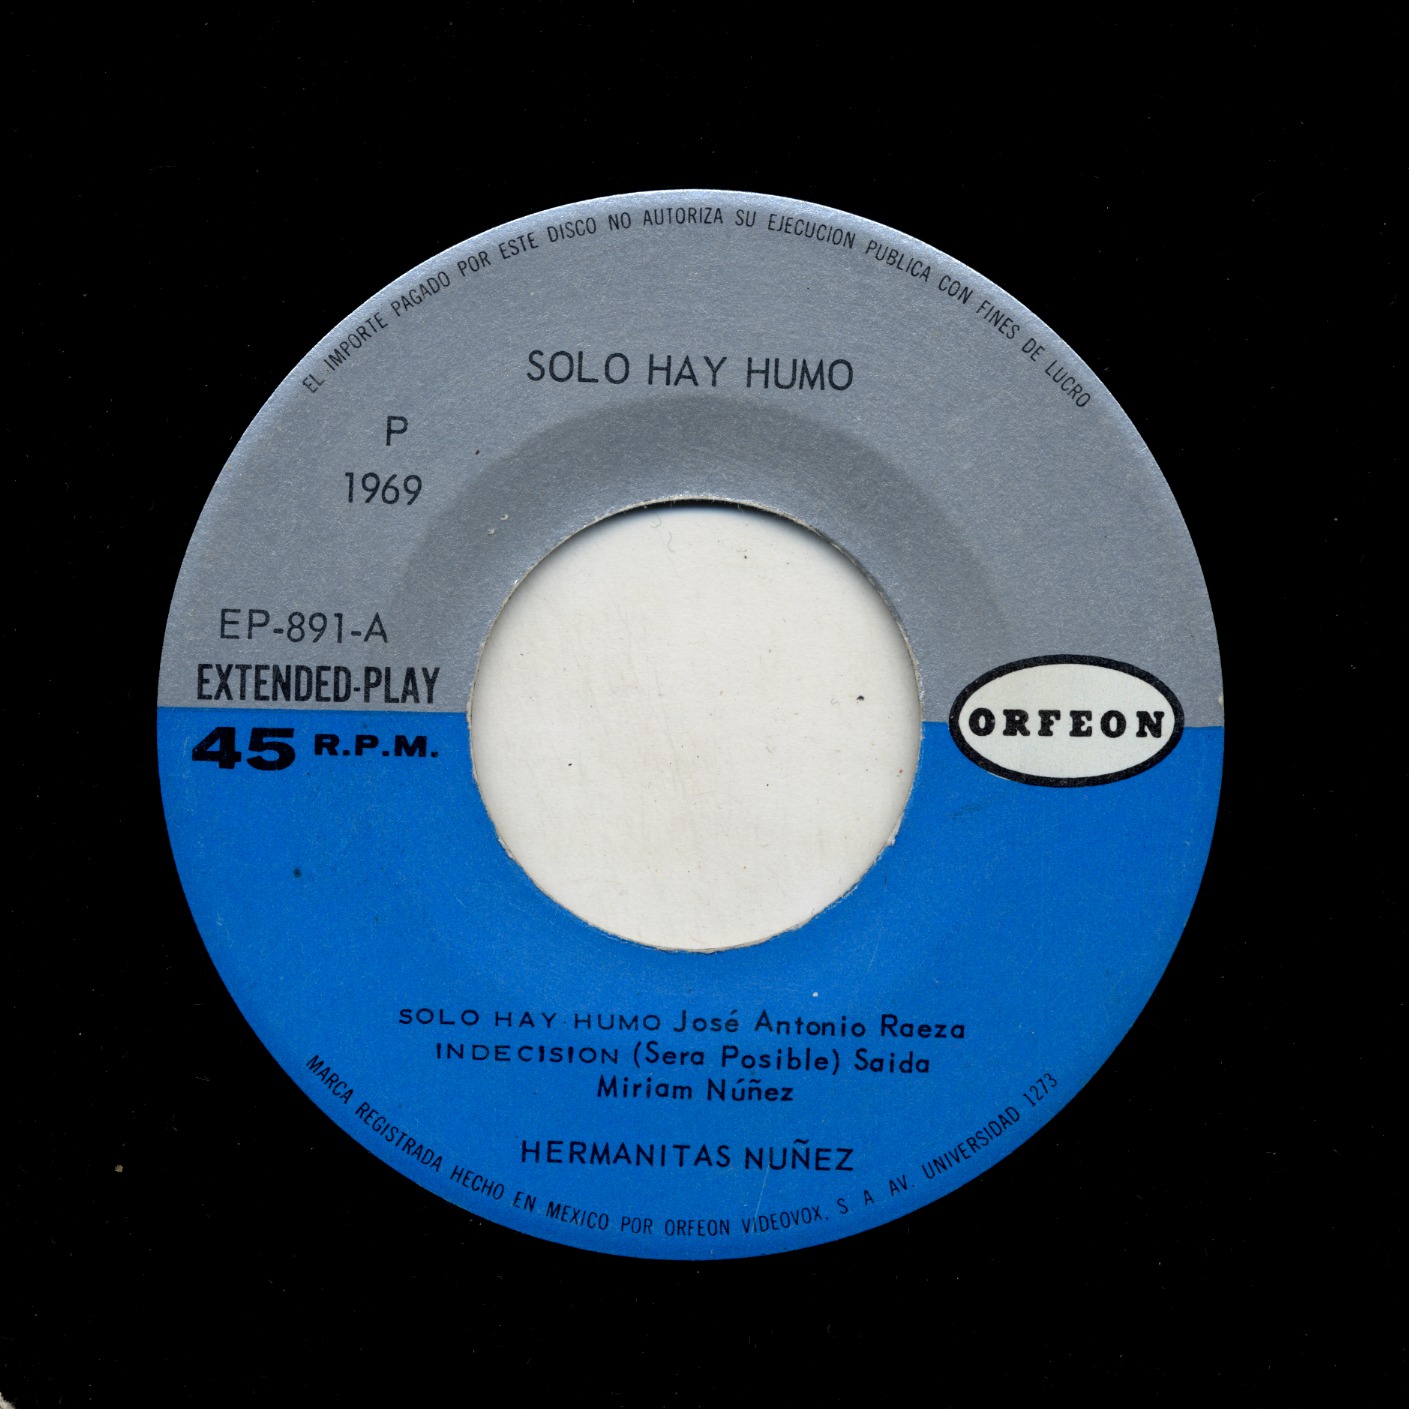 EL IMPORTE PAGADO POR ESTE DISCO NO AUTORIZA SU EJECUCION PUBLICA CON FINES DE LUCRO
SOLO HAY HUMO
P
1969
EP-891-A
EXTENDED-PLAY
45 R.P.M.
ORFEON
SOLO HAY HUMO José Antonio Raeza
INDECISION (Sera Posible) Saida
Miriam Núñez
HERMANITAS NUÑEZ
MARCA REGISTRADA HECHO EN MEXICO POR ORFEON VIDEOVOX, S. A. AV. UNIVERSIDAD 1273